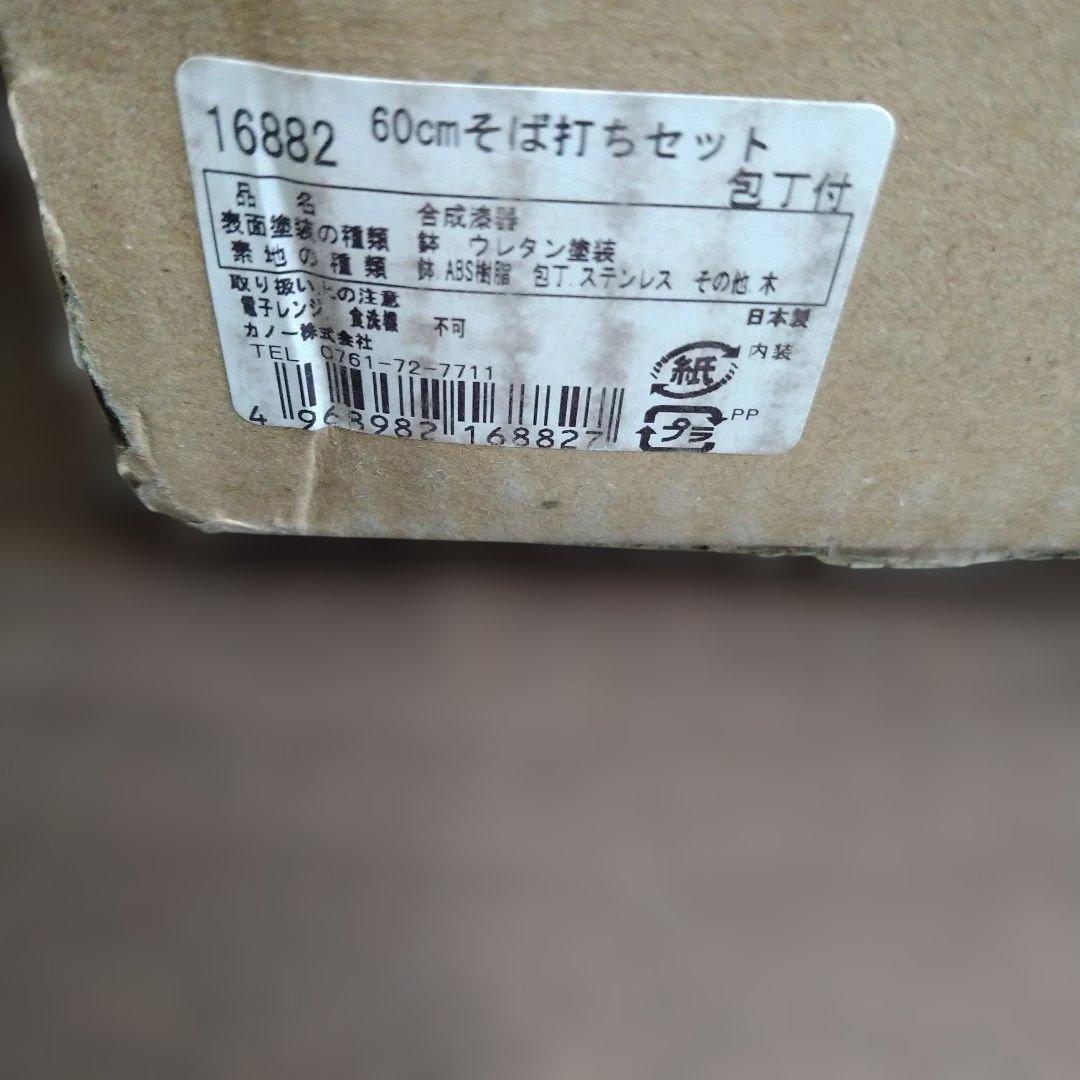 16882 60cmそば打ちセット
包丁付
品名 合成漆器
表面塗装の種類 鉢 ウレタン塗装
素地の種類 鉢.ABS樹脂 包丁.ステンレス その他.木
取り扱い上の注意
電子レンジ 食洗機 不可
日本製
カノー株式会社
TEL 0761-72-7711
紙 内装
プラ PP
4 968982 168827